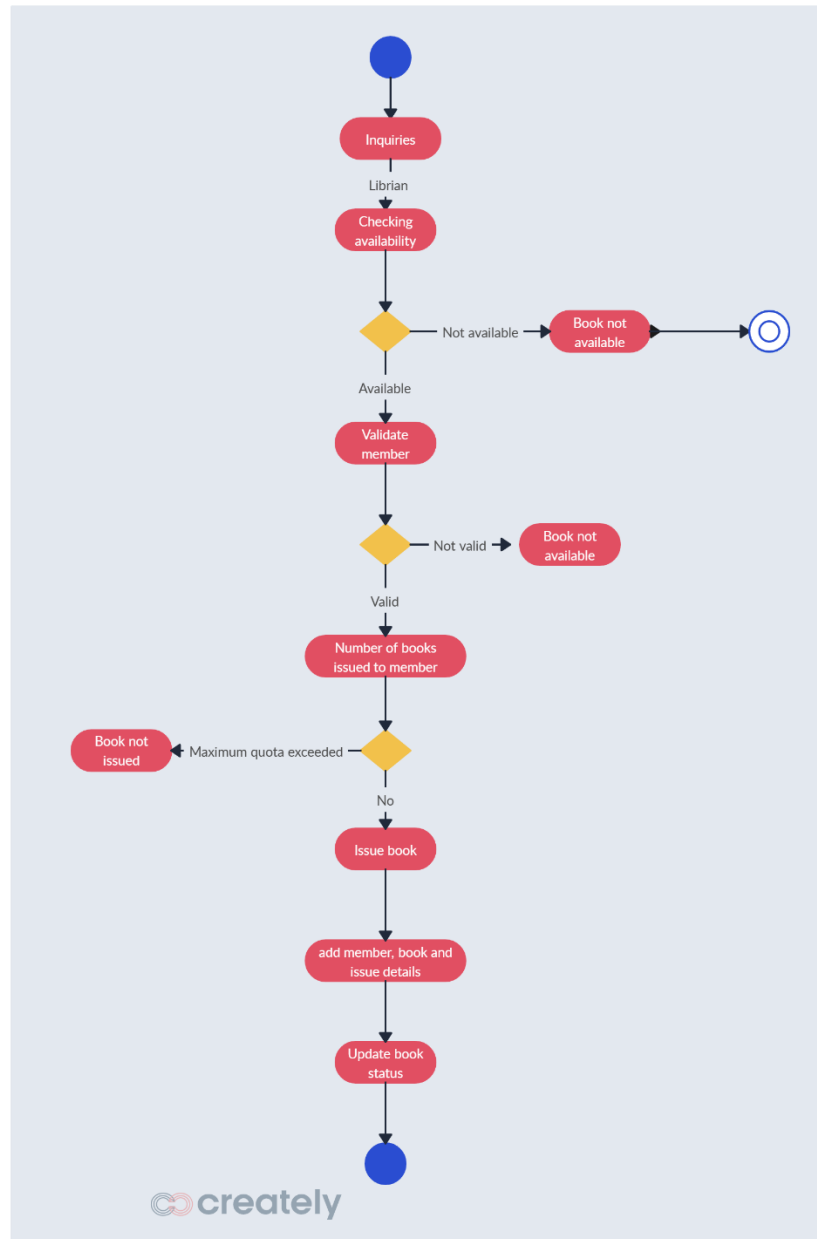 Inquiries
Librian
Checking
availability
Not available
Book not
available
Available
Validate
member
Not valid
Book not
available
Valid
Number of books
issued to member
Book not
issued
Maximum quota exceeded
No
Issue book
add member, book and
issue details
Update book
status
creately